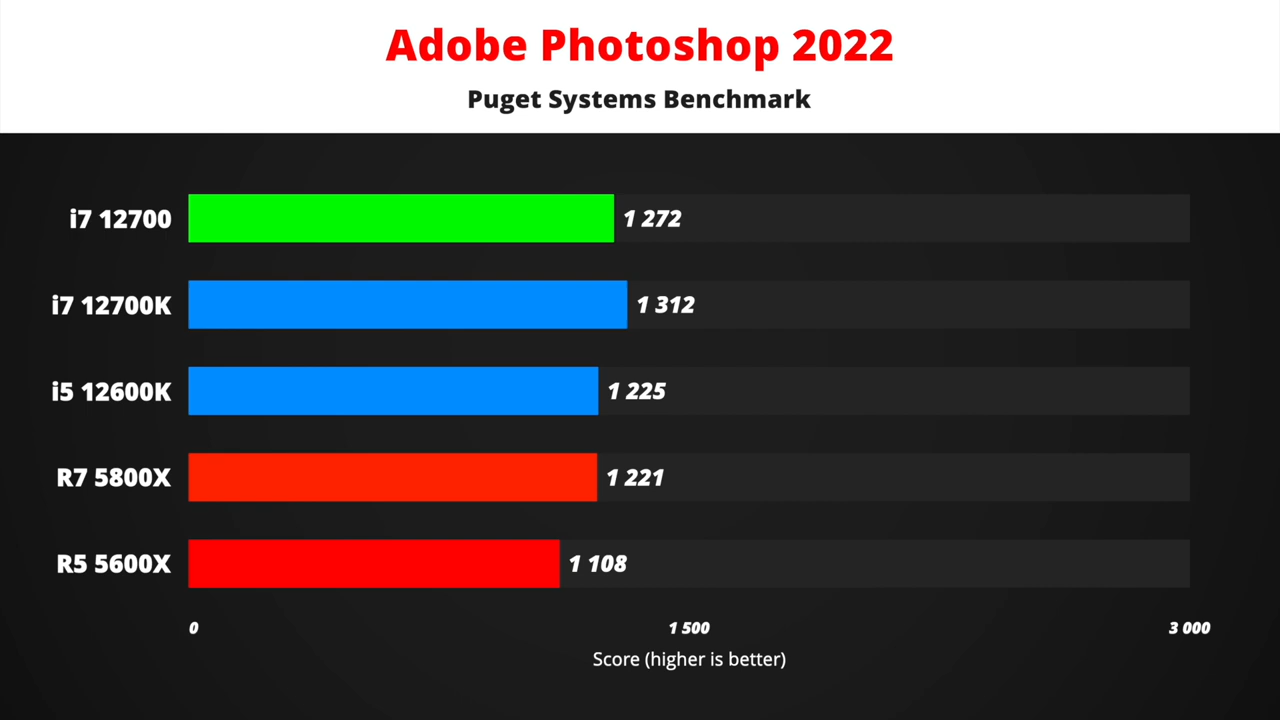 Adobe Photoshop 2022
Puget Systems Benchmark
i7 12700 1 272
i7 12700K 1 312
i5 12600K 1 225
R7 5800X 1 221
R5 5600X 1 108
0 1 500 3 000
Score (higher is better)